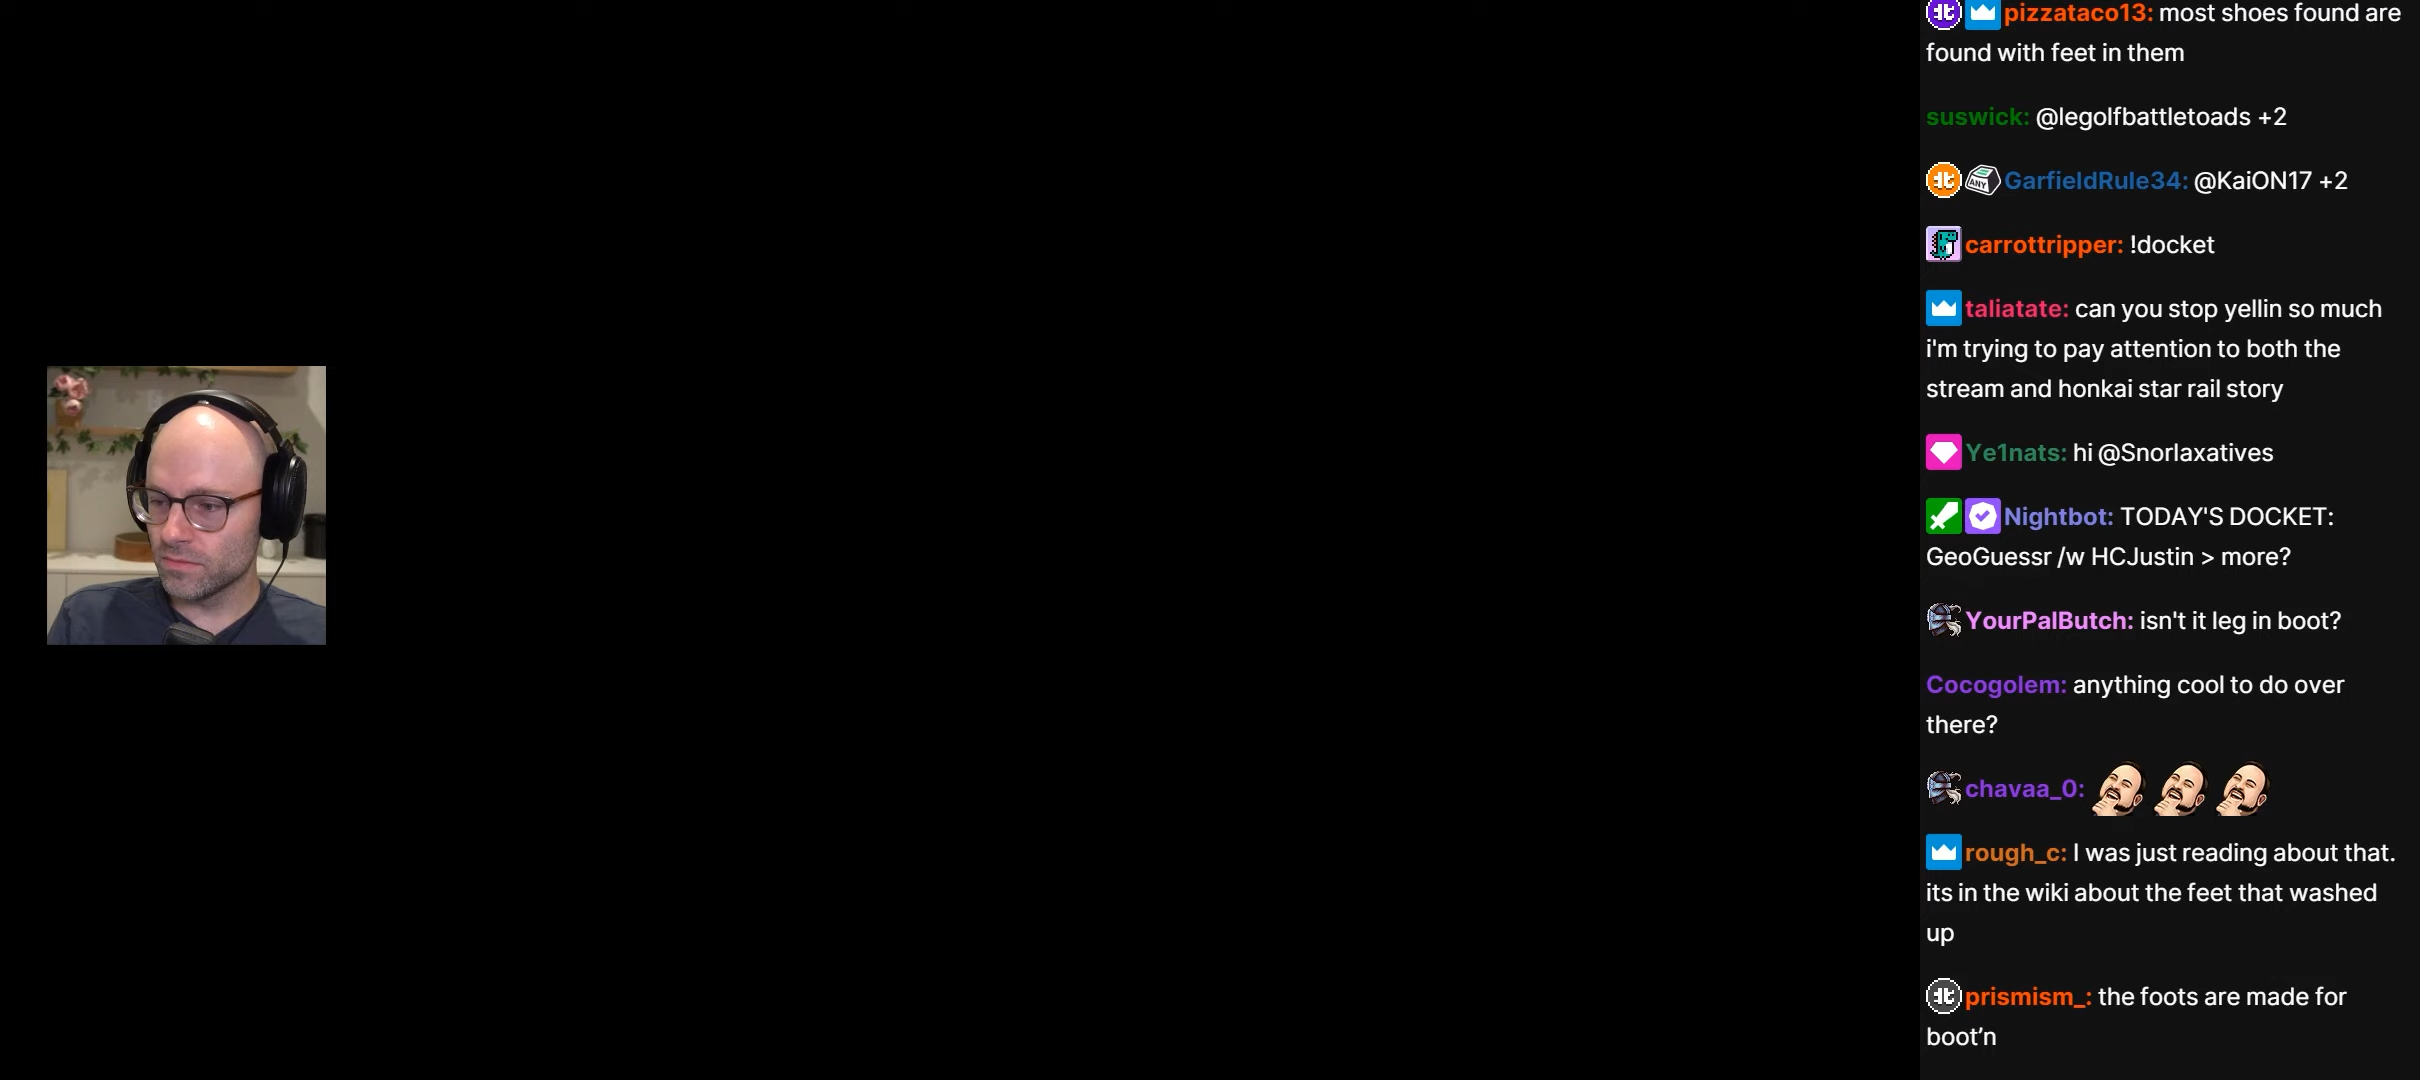 pizzataco13: most shoes found are
found with feet in them
suswick: @legolfbattletoads +2
ANY GarfieldRule34: @KaiON17 +2
carrottripper: !docket
taliatate: can you stop yellin so much
i'm trying to pay attention to both the
stream and honkai star rail story
Ye1nats: hi @Snorlaxatives
Nightbot: TODAY'S DOCKET:
GeoGuessr /w HCJustin > more?
YourPalButch: isn't it leg in boot?
Cocogolem: anything cool to do over
there?
chavaa_0:
rough_c: I was just reading about that.
its in the wiki about the feet that washed
up
prismism_: the foots are made for
boot’n